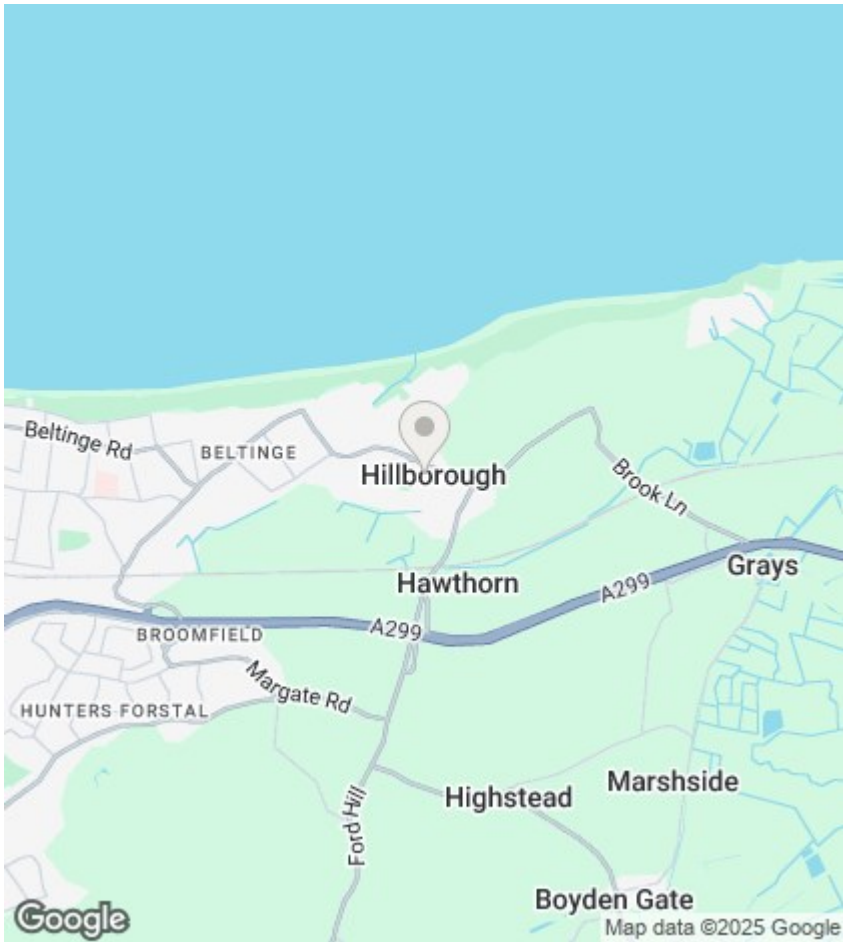 Beltinge Rd
BELTINGE
Hillborough
Brook Ln
Hawthorn
Grays
A299
A299
BROOMFIELD
Margate Rd
HUNTERS FORSTAL
Marshside
Highstead
Ford Hill
Boyden Gate
Google
Map data ©2025 Google